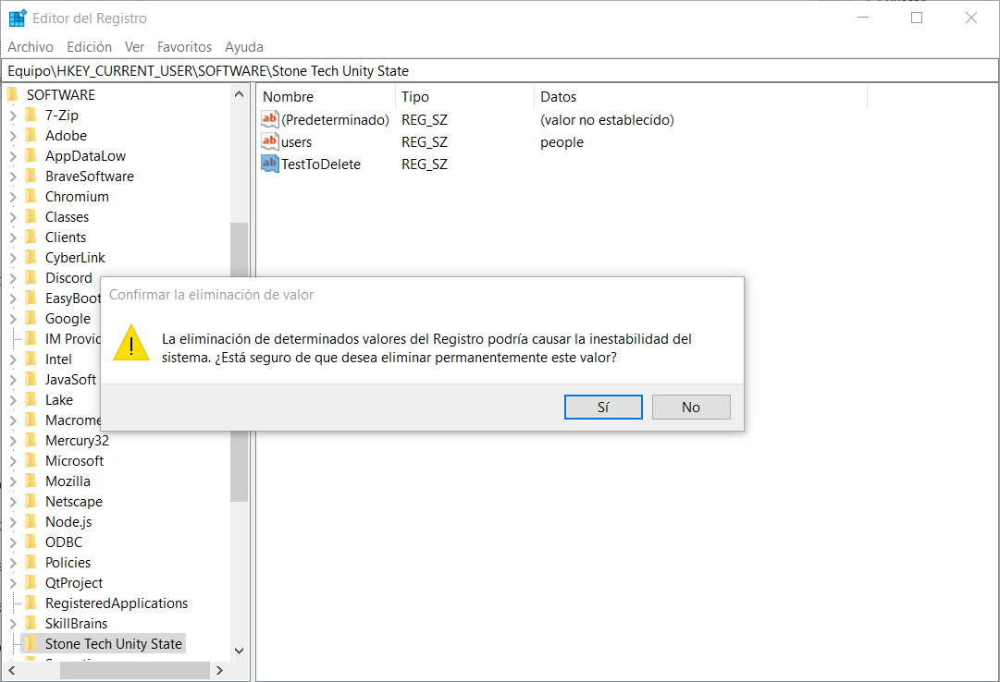 Editor del Registro
Archivo Edición Ver Favoritos Ayuda
Equipo\HKEY_CURRENT_USER\SOFTWARE\Stone Tech Unity State
SOFTWARE
7-Zip
Adobe
AppDataLow
BraveSoftware
Chromium
Classes
Clients
CyberLink
Discord
EasyBoot
Google
IM Provid
Intel
JavaSoft
Lake
Macrome
Mercury32
Microsoft
Mozilla
Netscape
Node.js
ODBC
Policies
QtProject
RegisteredApplications
SkillBrains
Stone Tech Unity State
Nombre Tipo Datos
(Predeterminado) REG_SZ (valor no establecido)
users REG_SZ people
TestToDelete REG_SZ
Confirmar la eliminación de valor
La eliminación de determinados valores del Registro podría causar la inestabilidad del
sistema. ¿Está seguro de que desea eliminar permanentemente este valor?
Sí No